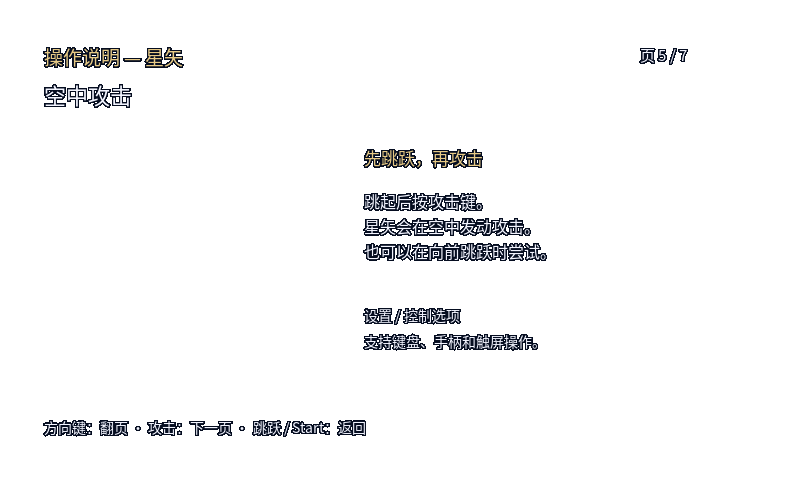 操作说明 — 星矢
页 5 / 7
空中攻击
先跳跃，再攻击
跳起后按攻击键。
星矢会在空中发动攻击。
也可以在向前跳跃时尝试。
设置 / 控制选项
支持键盘、手柄和触屏操作。
方向键：翻页 · 攻击：下一页 · 跳跃 / Start：返回